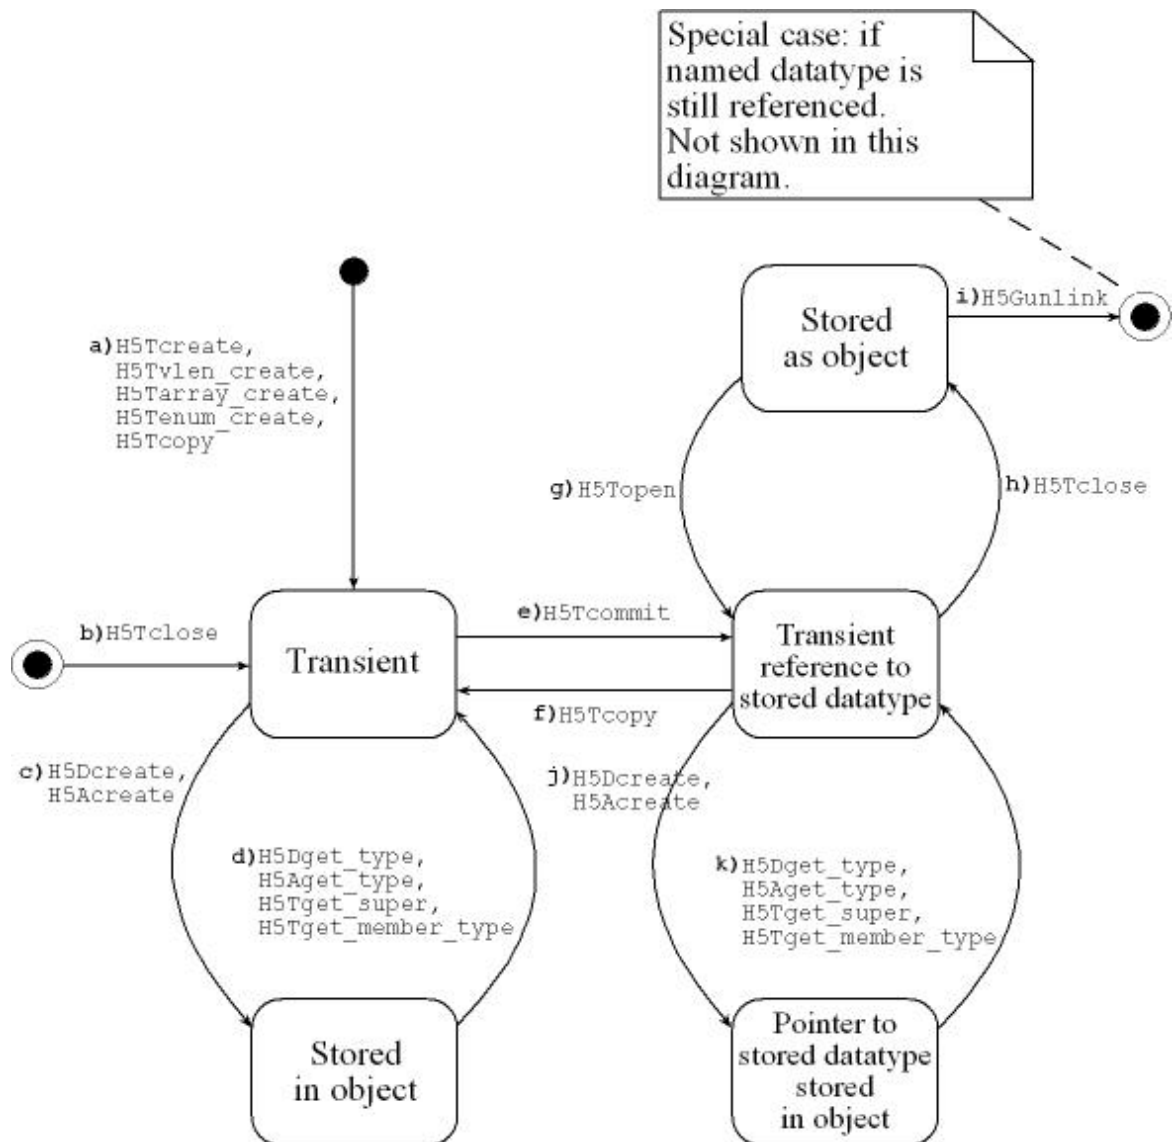 Special case: if
named datatype is
still referenced.
Not shown in this
diagram.
i)H5Gunlink
Stored
as object
a)H5Tcreate,
H5Tvlen_create,
H5Tarray_create,
H5Tenum_create,
H5Tcopy
g)H5Topen
h)H5Tclose
b)H5Tclose
Transient
e)H5Tcommit
Transient
reference to
stored datatype
f)H5Tcopy
c)H5Dcreate,
H5Acreate
j)H5Dcreate,
H5Acreate
d)H5Dget_type,
H5Aget_type,
H5Tget_super,
H5Tget_member_type
k)H5Dget_type,
H5Aget_type,
H5Tget_super,
H5Tget_member_type
Stored
in object
Pointer to
stored datatype
stored
in object